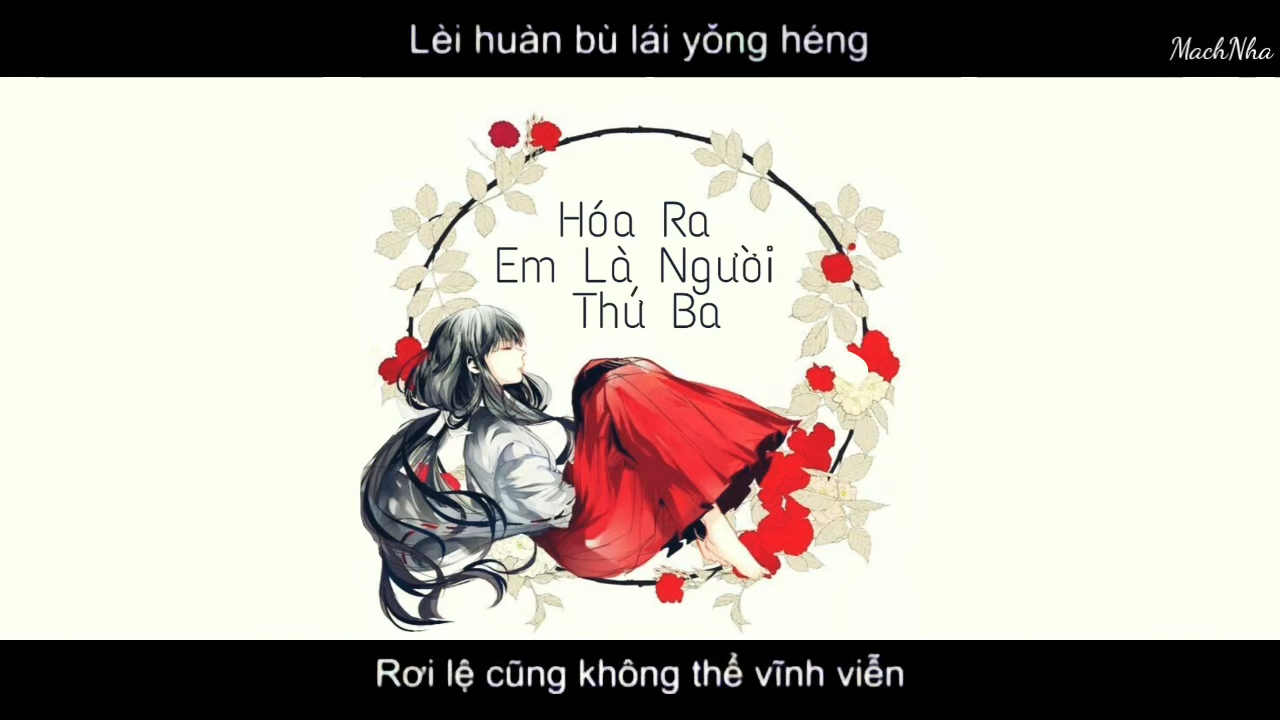 Lèi huàn bù lái yǒng héng
MachNha
Hóa Ra
Em Là Người
Thứ Ba
Rơi lệ cũng không thể vĩnh viễn